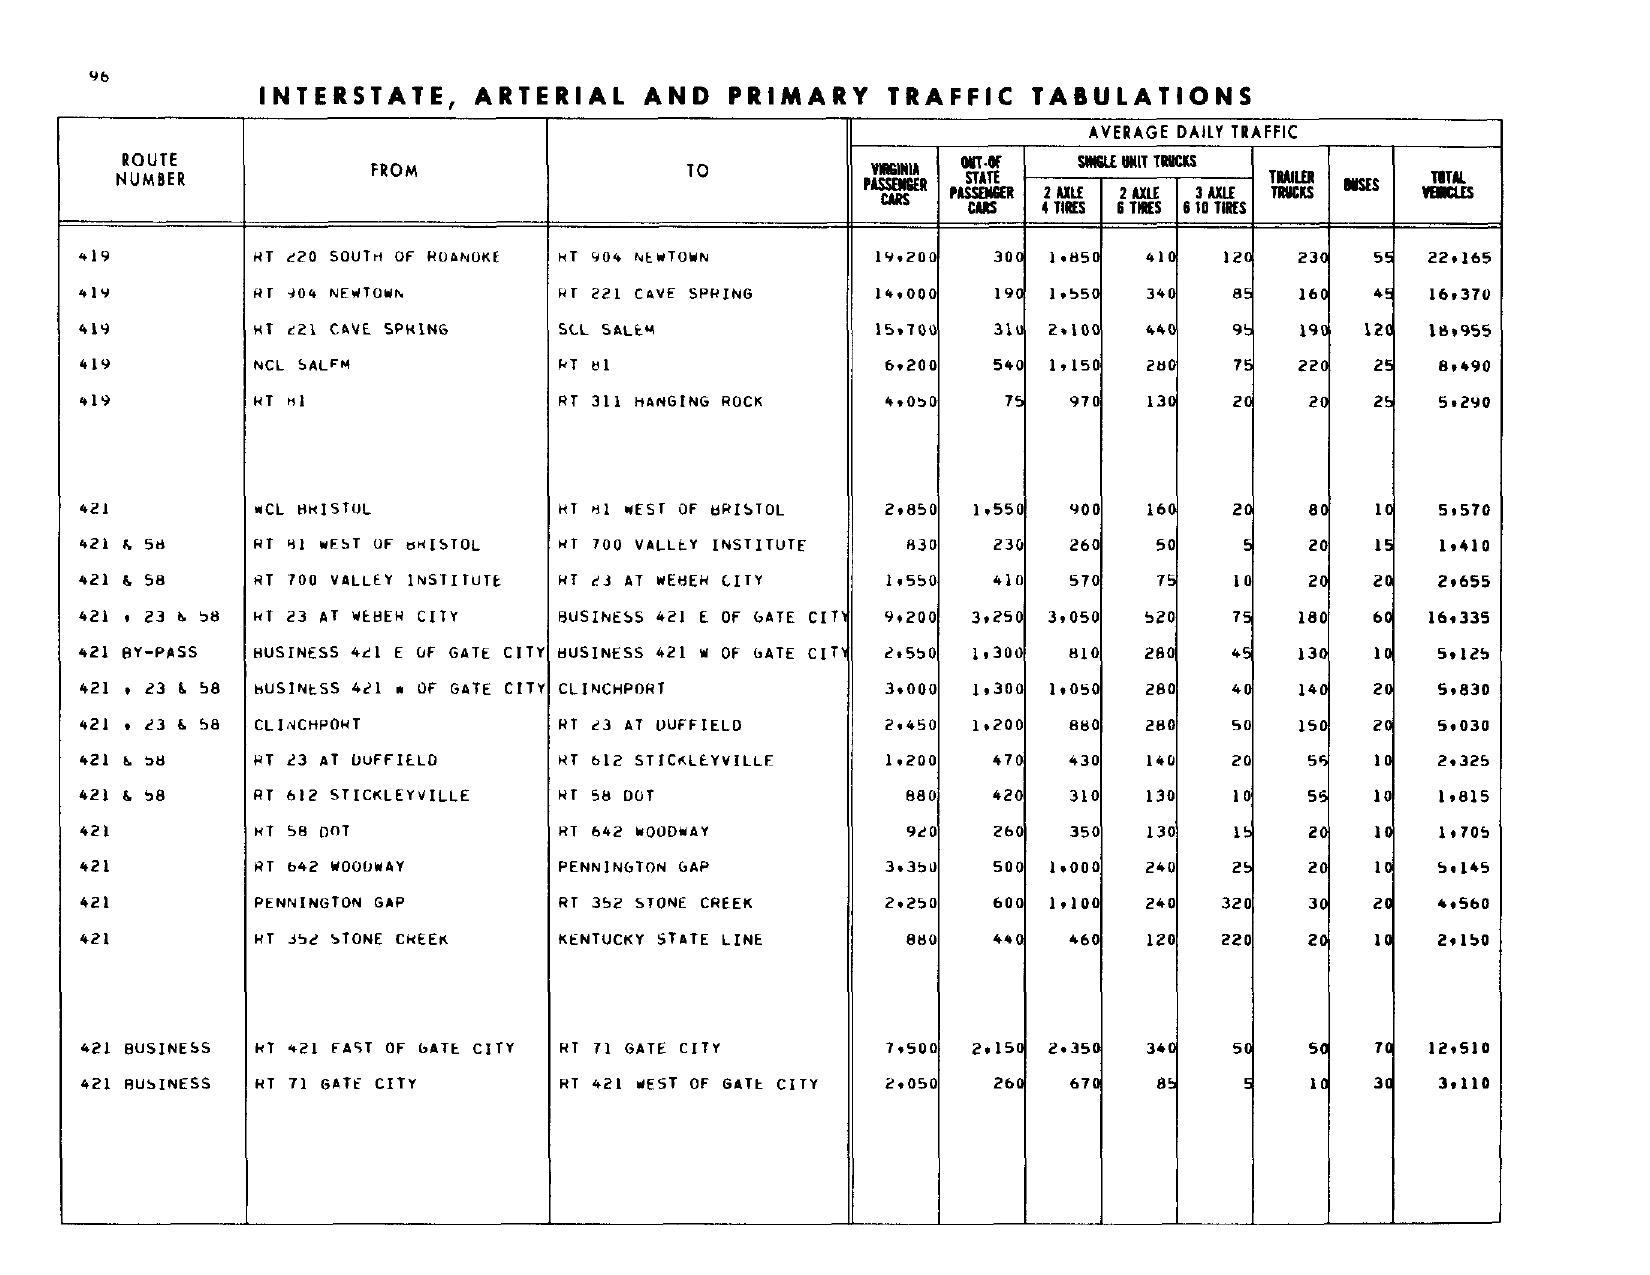 96
INTERSTATE, ARTERIAL AND PRIMARY TRAFFIC TABULATIONS
AVERAGE DAILY TRAFFIC
ROUTE NUMBER FROM TO VIRGINIA PASSENGER CARS OUT-OF STATE PASSENGER CARS SINGLE UNIT TRUCKS 2 AXLE 4 TIRES 2 AXLE 6 TIRES 3 AXLE 6 10 TIRES TRAILER TRUCKS BUSES TOTAL VEHICLES
419 RT 220 SOUTH OF ROANOKE RT 904 NEWTOWN 19,200 300 1,850 410 120 230 55 22,165
419 RT 904 NEWTOWN RT 221 CAVE SPRING 14,000 190 1,550 340 85 160 45 16,370
419 RT 221 CAVE SPRING SCL SALEM 15,700 310 2,100 440 95 190 120 18,955
419 NCL SALEM RT 81 6,200 540 1,150 280 75 220 25 8,490
419 RT 81 RT 311 HANGING ROCK 4,050 75 970 130 20 20 25 5,290
421 WCL BRISTOL RT 81 WEST OF BRISTOL 2,850 1,550 900 160 20 80 10 5,570
421 & 58 RT 81 WEST OF BRISTOL RT 700 VALLEY INSTITUTE 830 230 260 50 5 20 15 1,410
421 & 58 RT 700 VALLEY INSTITUTE RT 23 AT WEBER CITY 1,550 410 570 75 10 20 20 2,655
421 , 23 & 58 RT 23 AT WEBER CITY BUSINESS 421 E OF GATE CITY 9,200 3,250 3,050 520 75 180 60 16,335
421 BY-PASS BUSINESS 421 E OF GATE CITY BUSINESS 421 W OF GATE CITY 2,550 1,300 810 280 45 130 10 5,125
421 , 23 & 58 BUSINESS 421 W OF GATE CITY CLINCHPORT 3,000 1,300 1,050 280 40 140 20 5,830
421 , 23 & 58 CLINCHPORT RT 23 AT DUFFIELD 2,450 1,200 880 280 50 150 20 5,030
421 & 58 RT 23 AT DUFFIELD RT 612 STICKLEYVILLE 1,200 470 430 140 20 55 10 2,325
421 & 58 RT 612 STICKLEYVILLE RT 58 DOT 880 420 310 130 10 55 10 1,815
421 RT 58 DOT RT 642 WOODWAY 920 260 350 130 15 20 10 1,705
421 RT 642 WOODWAY PENNINGTON GAP 3,350 500 1,000 240 25 20 10 5,145
421 PENNINGTON GAP RT 352 STONE CREEK 2,250 600 1,100 240 320 30 20 4,560
421 RT 352 STONE CREEK KENTUCKY STATE LINE 880 440 460 120 220 20 10 2,150
421 BUSINESS RT 421 EAST OF GATE CITY RT 71 GATE CITY 7,500 2,150 2,350 340 50 50 70 12,510
421 BUSINESS RT 71 GATE CITY RT 421 WEST OF GATE CITY 2,050 260 670 85 5 10 30 3,110